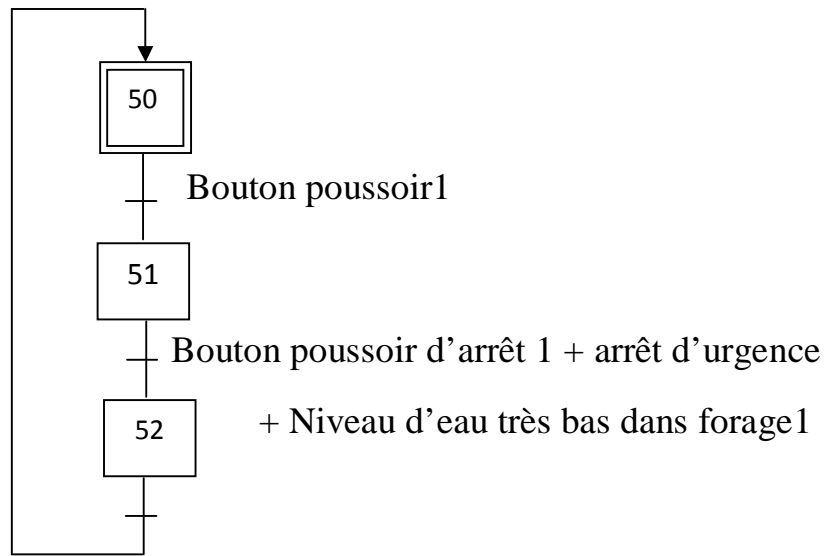 50
Bouton poussoir1
51
Bouton poussoir d’arrêt 1 + arrêt d’urgence
+ Niveau d’eau très bas dans forage1
52